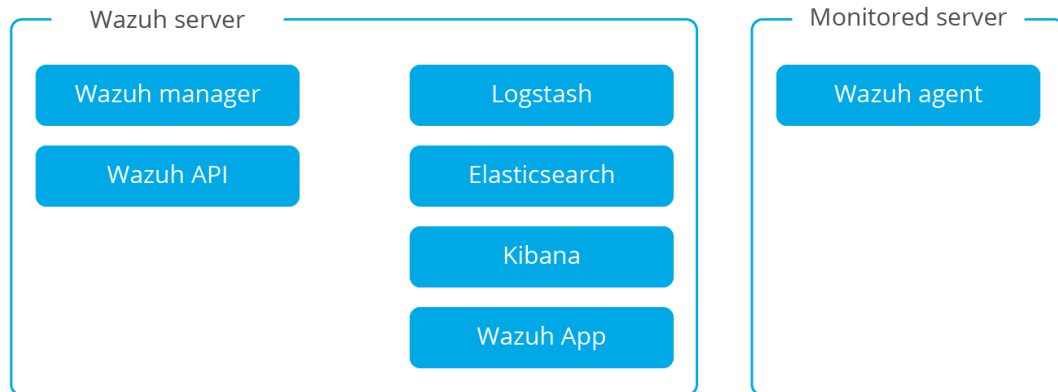 Wazuh server
Wazuh manager
Wazuh API
Logstash
Elasticsearch
Kibana
Wazuh App
Monitored server
Wazuh agent